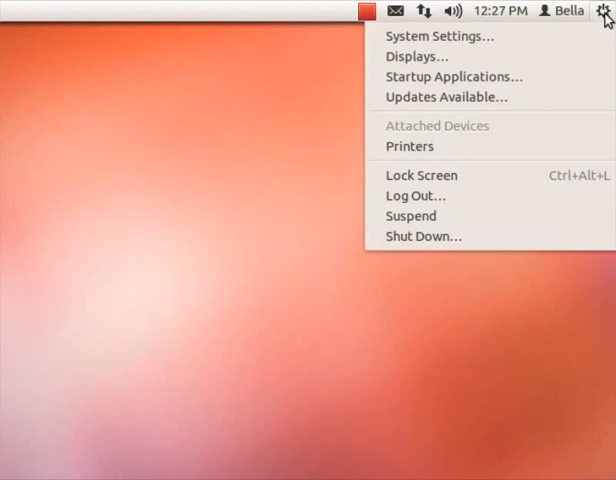 12:27 PM Bella
System Settings…
Displays…
Startup Applications…
Updates Available…
Attached Devices
Printers
Lock Screen Ctrl+Alt+L
Log Out…
Suspend
Shut Down…